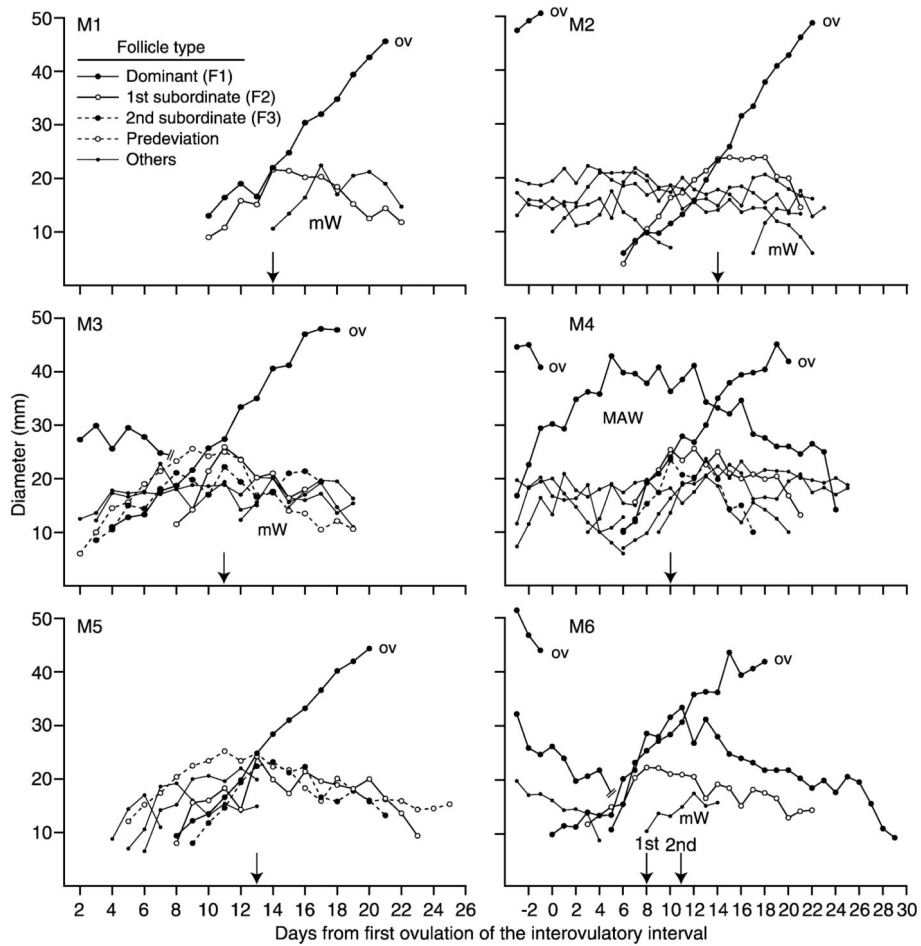 M1
Follicle type
Dominant (F1)
1st subordinate (F2)
2nd subordinate (F3)
Predeviation
Others
50
40
30
20
10
ov
mW
ov
M2
ov
mW
M3
50
40
30
20
10
ov
mW
M4
ov
MAW
ov
Diameter (mm)
M5
50
40
30
20
10
ov
M6
ov
ov
mW
1st 2nd
2 4 6 8 10 12 14 16 18 20 22 24 26
-2 0 2 4 6 8 10 12 14 16 18 20 22 24 26 28 30
Days from first ovulation of the interovulatory interval